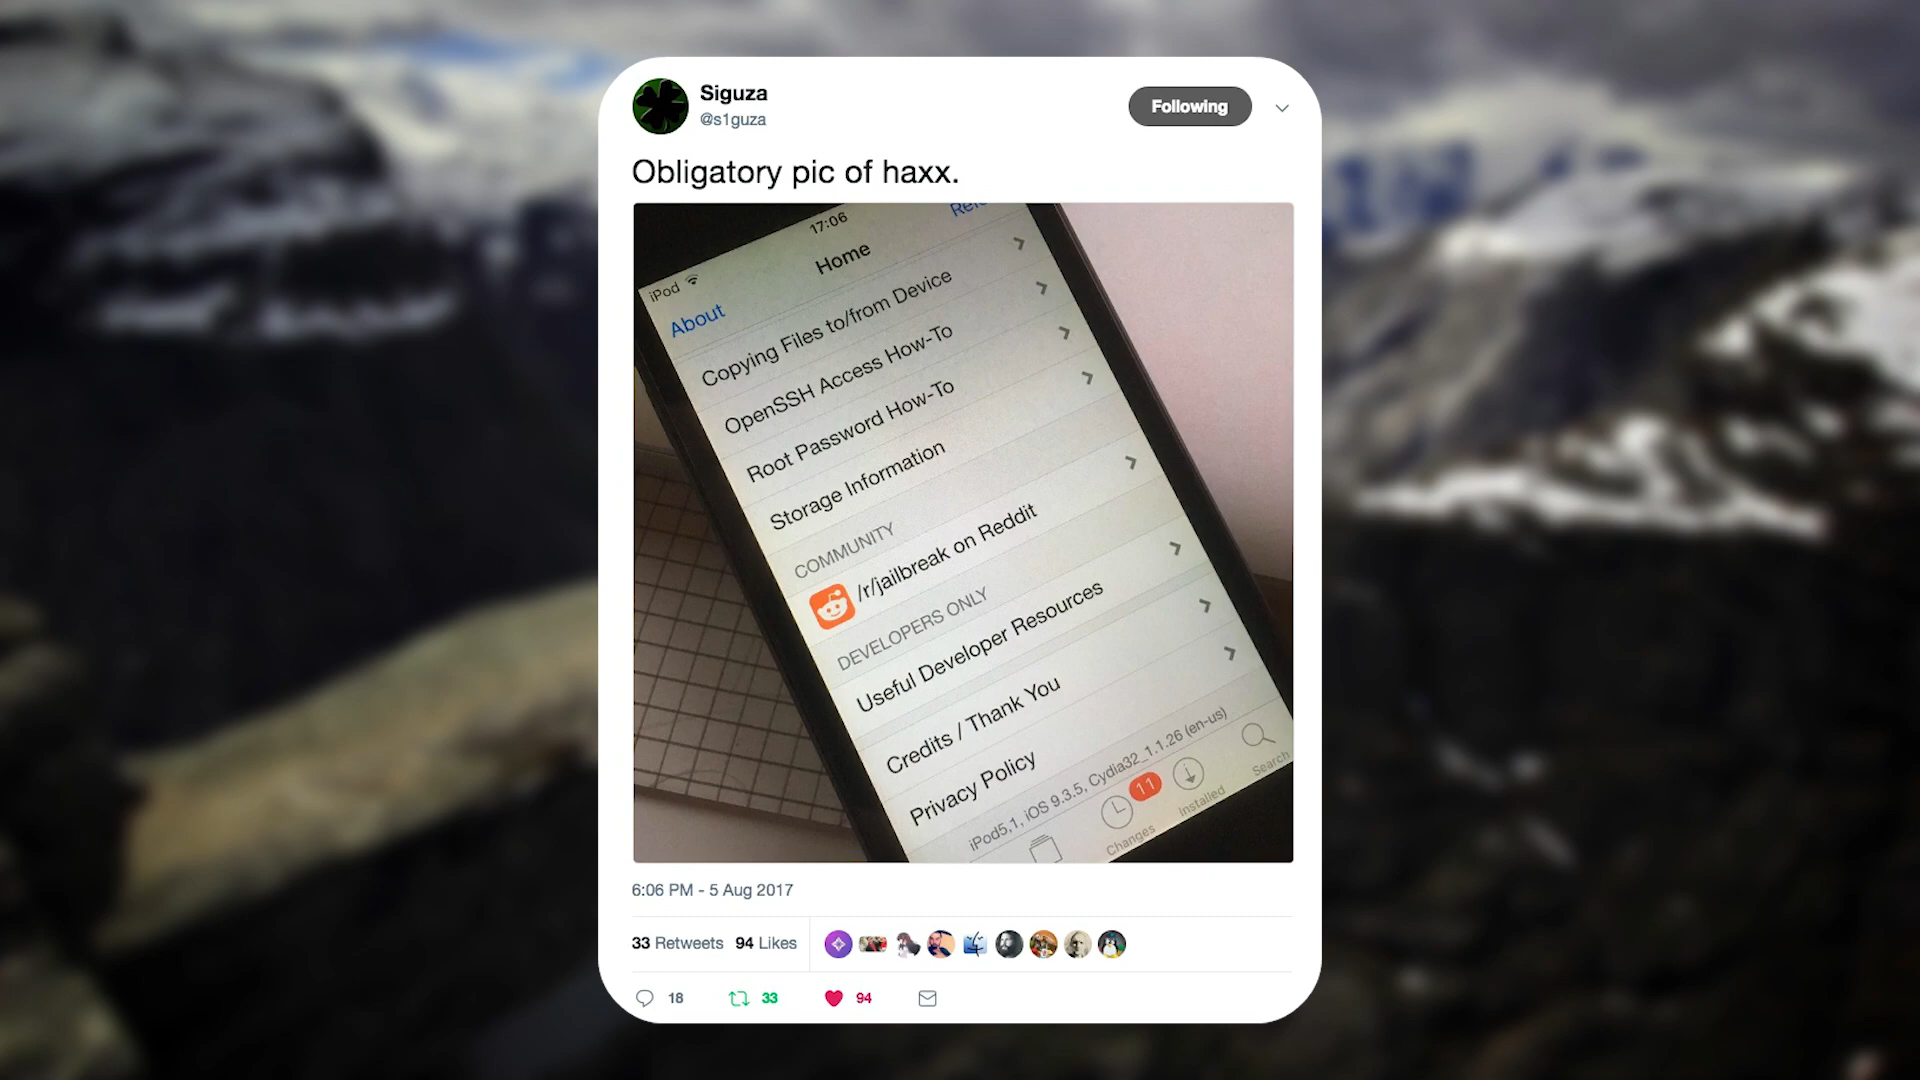 Siguza
@s1guza
Following
Obligatory pic of haxx.
17:06
iPod
Home
About
Copying Files to/from Device
OpenSSH Access How-To
Root Password How-To
Storage Information
COMMUNITY
/r/jailbreak on Reddit
DEVELOPERS ONLY
Useful Developer Resources
Credits / Thank You
Privacy Policy
iPod5,1, iOS 9.3.5, Cydia32_1.1.26 (en-us)
11
Changes
Installed
Search
6:06 PM - 5 Aug 2017
33 Retweets 94 Likes
18 33 94